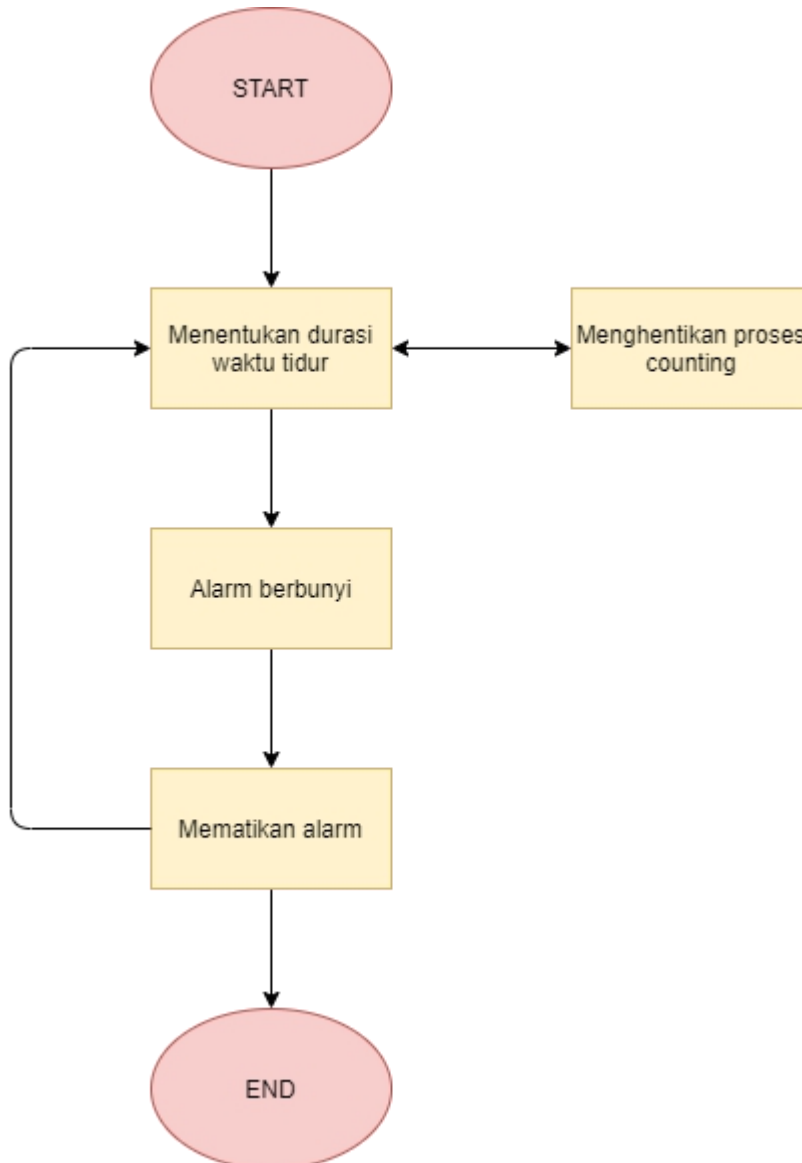 START
Menentukan durasi
waktu tidur
Menghentikan proses
counting
Alarm berbunyi
Mematikan alarm
END